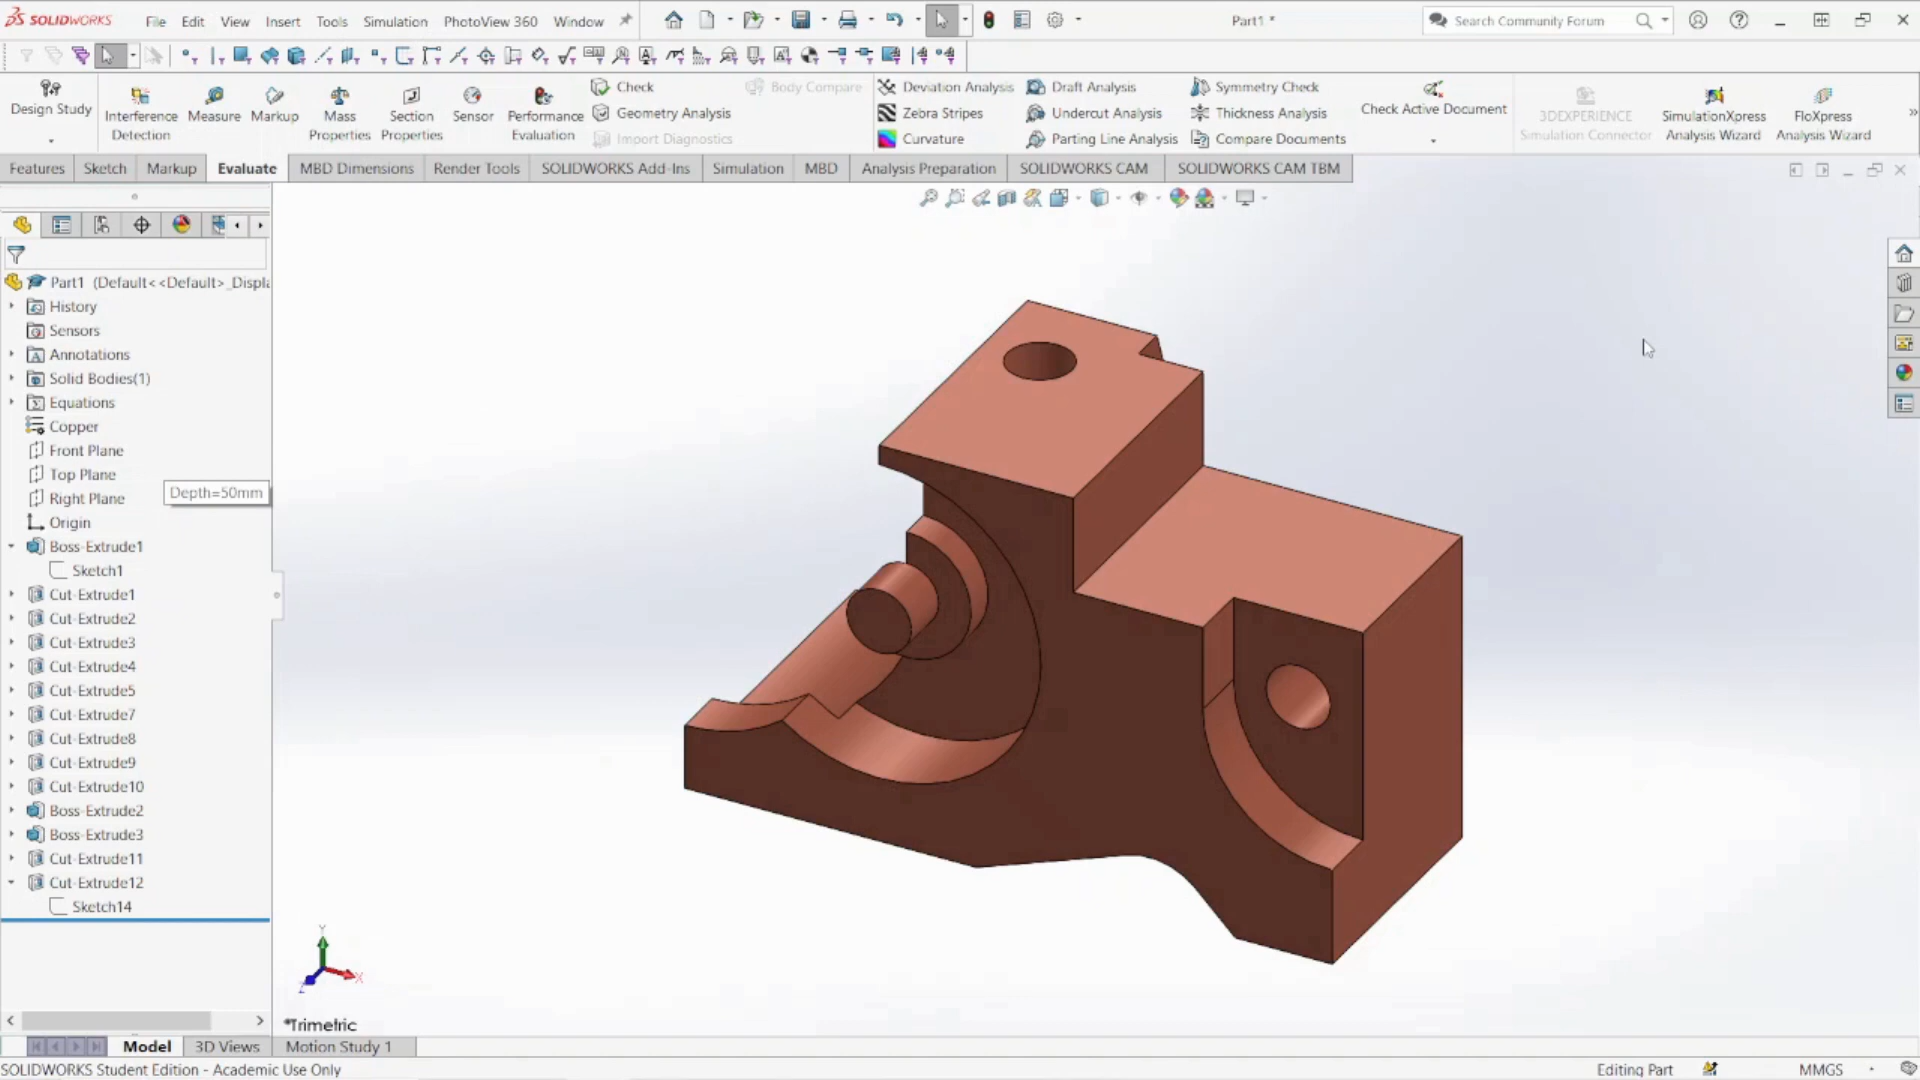 SOLIDWORKS File Edit View Insert Tools Simulation PhotoView 360 Window Part1 * Search Community Forum
Design Study
Interference Detection
Measure
Markup
Mass Properties
Section Properties
Sensor
Performance Evaluation
Check
Geometry Analysis
Import Diagnostics
Body Compare
Deviation Analysis
Zebra Stripes
Curvature
Draft Analysis
Undercut Analysis
Parting Line Analysis
Symmetry Check
Thickness Analysis
Compare Documents
Check Active Document
3DEXPERIENCE Simulation Connector
SimulationXpress Analysis Wizard
FloXpress Analysis Wizard
Features Sketch Markup Evaluate MBD Dimensions Render Tools SOLIDWORKS Add-Ins Simulation MBD Analysis Preparation SOLIDWORKS CAM SOLIDWORKS CAM TBM
Part1 (Default<<Default>_Displa
History
Sensors
Annotations
Solid Bodies(1)
Equations
Copper
Front Plane
Top Plane
Right Plane
Depth=50mm
Origin
Boss-Extrude1
Sketch1
Cut-Extrude1
Cut-Extrude2
Cut-Extrude3
Cut-Extrude4
Cut-Extrude5
Cut-Extrude7
Cut-Extrude8
Cut-Extrude9
Cut-Extrude10
Boss-Extrude2
Boss-Extrude3
Cut-Extrude11
Cut-Extrude12
Sketch14
Y
X
Z
*Trimetric
Model 3D Views Motion Study 1
SOLIDWORKS Student Edition - Academic Use Only Editing Part MMGS